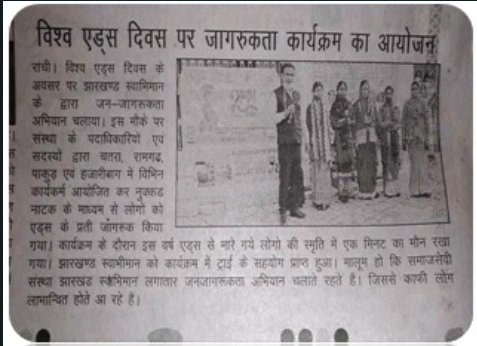 विश्व एड्स दिवस पर जागरुकता कार्यक्रम का आयोजन
रांची। विश्व एड्स दिवस के
अवसर पर झारखण्ड स्वाभिमान
के द्वारा जन-जागरुकता
अभियान चलाया। इस मौके पर
संस्था के पदाधिकारियों एवं
सदस्यों द्वारा चतरा, रामगढ़,
पाकुड़ एवं हजारीबाग में विभिन
कार्यकर्म आयोजित कर नुक्कड
नाटक के माध्यम से लोगों को
एड्स के प्रती जागरुक किया
गया। कार्यक्रम के दौरान इस वर्ष एड्स से मारे गये लोगो की स्मृति में एक मिनट का मौन रखा
गया। झारखण्ड स्वाभीमान को कार्यक्रम में ट्राई के सहयोग प्राप्त हुआ। मालूम हो कि समाजसेवी
संस्था झारखड स्वभिमान लगातार जनजागरूकता अभियान चलाते रहते है। जिससे काफी लोग
लाभान्वित होते आ रहे है।